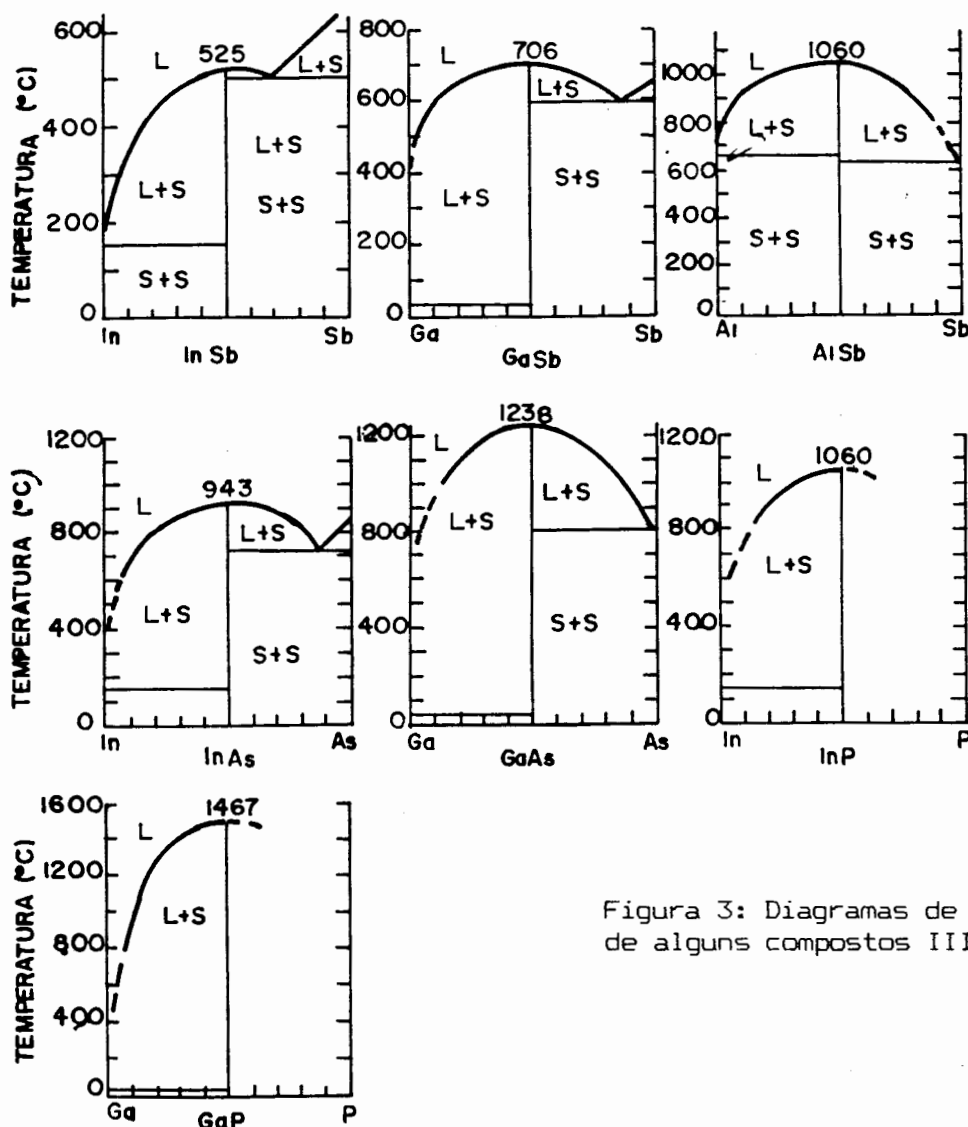 TEMPERATURA (°C)
600
400
200
0
L
525
L+S
L+S
L+S
S+S
S+S
In
Sb
In Sb
800
600
400
200
0
L
706
L+S
L+S
S+S
Ga
Sb
GaSb
1000
800
600
400
200
0
L
1060
L+S
L+S
S+S
S+S
Al
Sb
AlSb
TEMPERATURA (°C)
1200
800
400
0
L
943
L+S
L+S
S+S
In
As
InAs
1200
800
400
0
L
1238
L+S
L+S
S+S
Ga
As
GaAs
1200
800
400
0
L
1060
L+S
In
P
InP
TEMPERATURA (°C)
1600
1200
800
400
0
L
1467
L+S
Ga
P
GaP
Figura 3: Diagramas de
de alguns compostos III